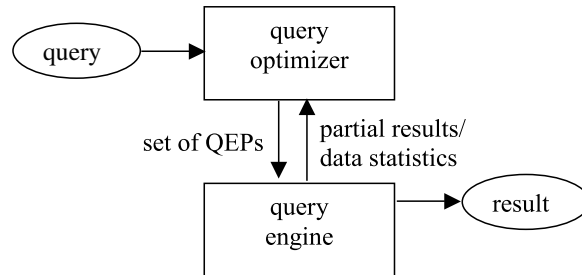 query
query
optimizer
set of QEPs
partial results/
data statistics
query
engine
result